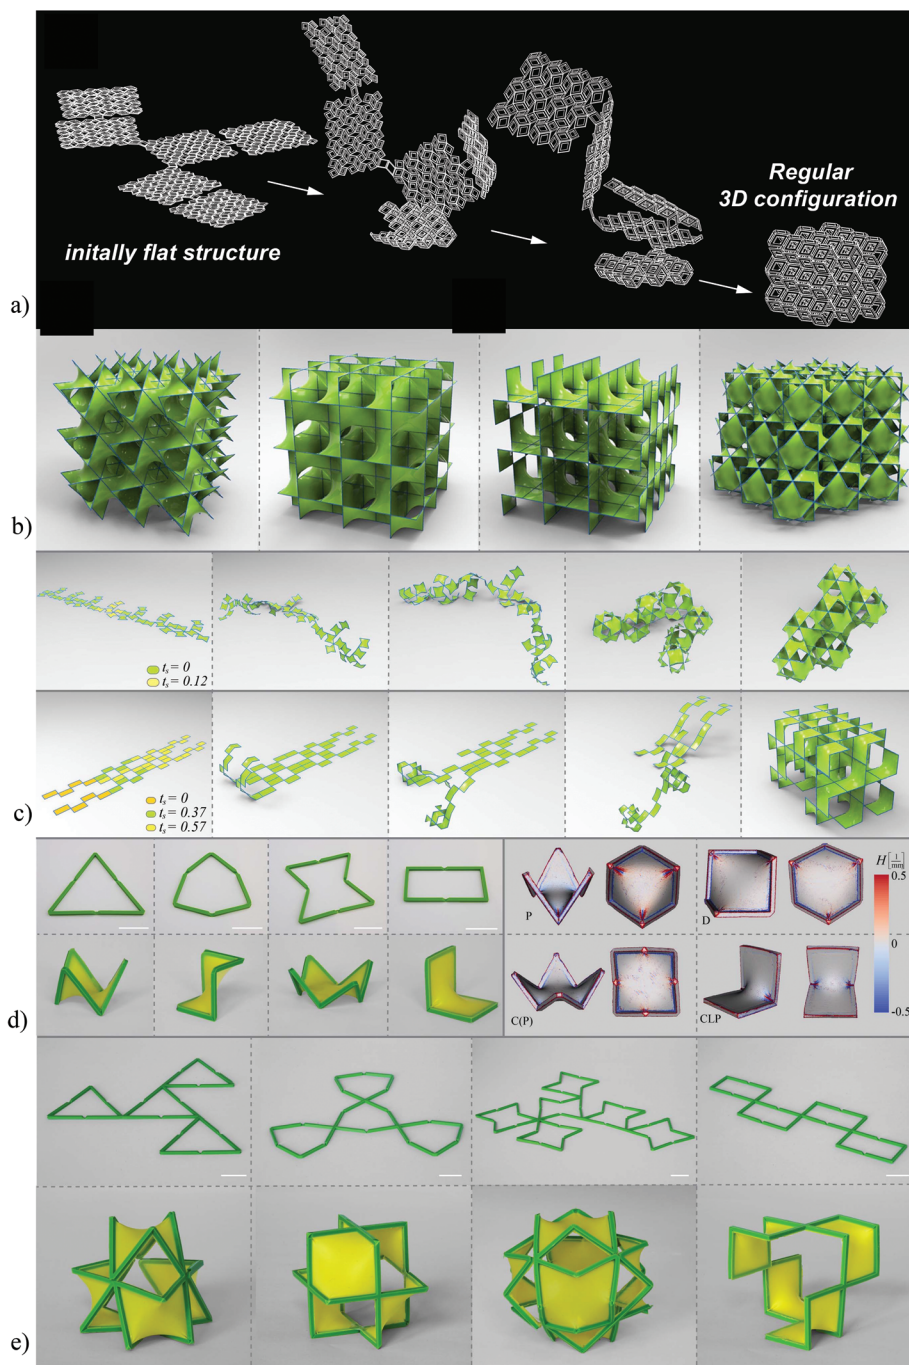 Regular
3D configuration
initally flat structure
a)
b)
t_s = 0
t_s = 0.12
c)
t_s = 0
t_s = 0.37
t_s = 0.57
P
D
H [1/mm]
0.5
0
-0.5
C(P)
CLP
d)
e)